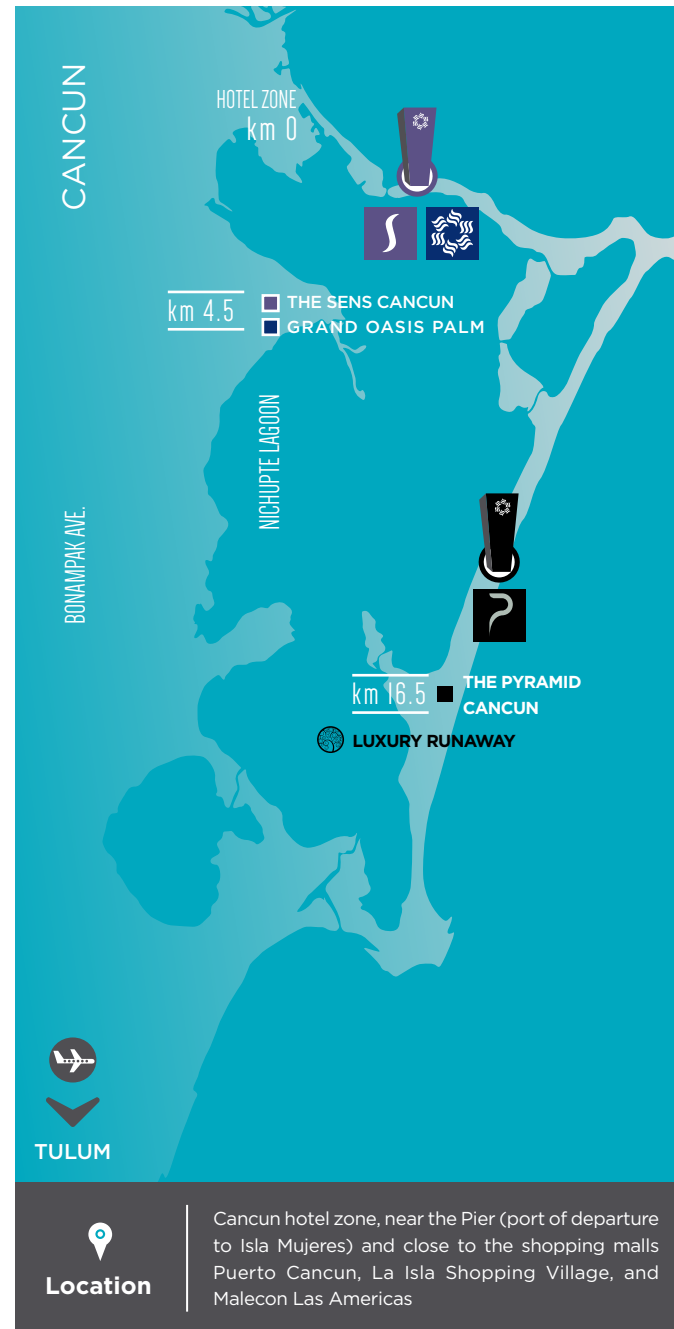 CANCUN
HOTEL ZONE
km 0
km 4.5
THE SENS CANCUN
GRAND OASIS PALM
NICHUPTE LAGOON
BONAMPAK AVE.
km 16.5
THE PYRAMID
CANCUN
LUXURY RUNAWAY
TULUM
Location
Cancun hotel zone, near the Pier (port of departure
to Isla Mujeres) and close to the shopping malls
Puerto Cancun, La Isla Shopping Village, and
Malecon Las Americas